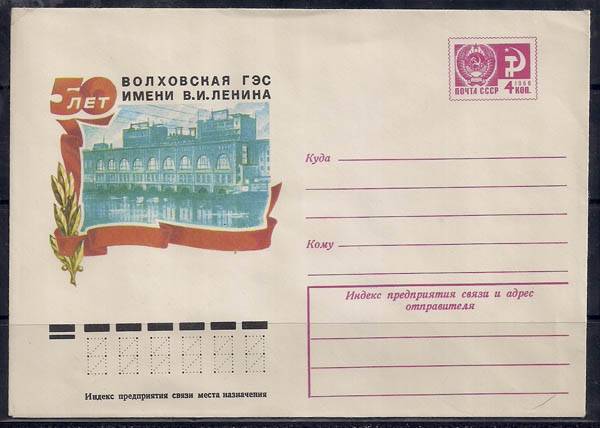 50
ЛЕТ
ВОЛХОВСКАЯ ГЭС
ИМЕНИ В.И.ЛЕНИНА
1966
ПОЧТА СССР 4 КОП.
Куда
Кому
Индекс предприятия связи и адрес
отправителя
Индекс предприятия связи места назначения